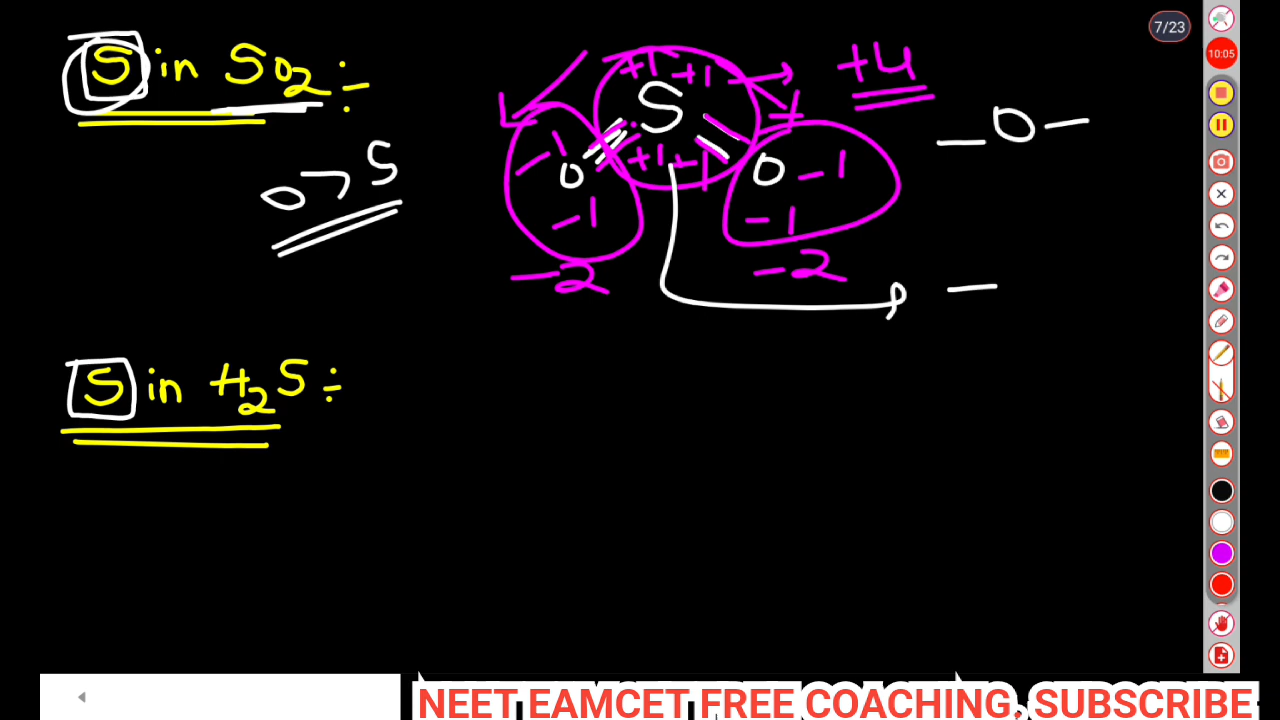 7/23
10:05
S in SO2 :-
+1 +1 +4
S
-1 O +1 +1 O -1 -O-
O > S
-1 -1
-2 -2
-
S in H2S :-
NEET EAMCET FREE COACHING, SUBSCRIBE